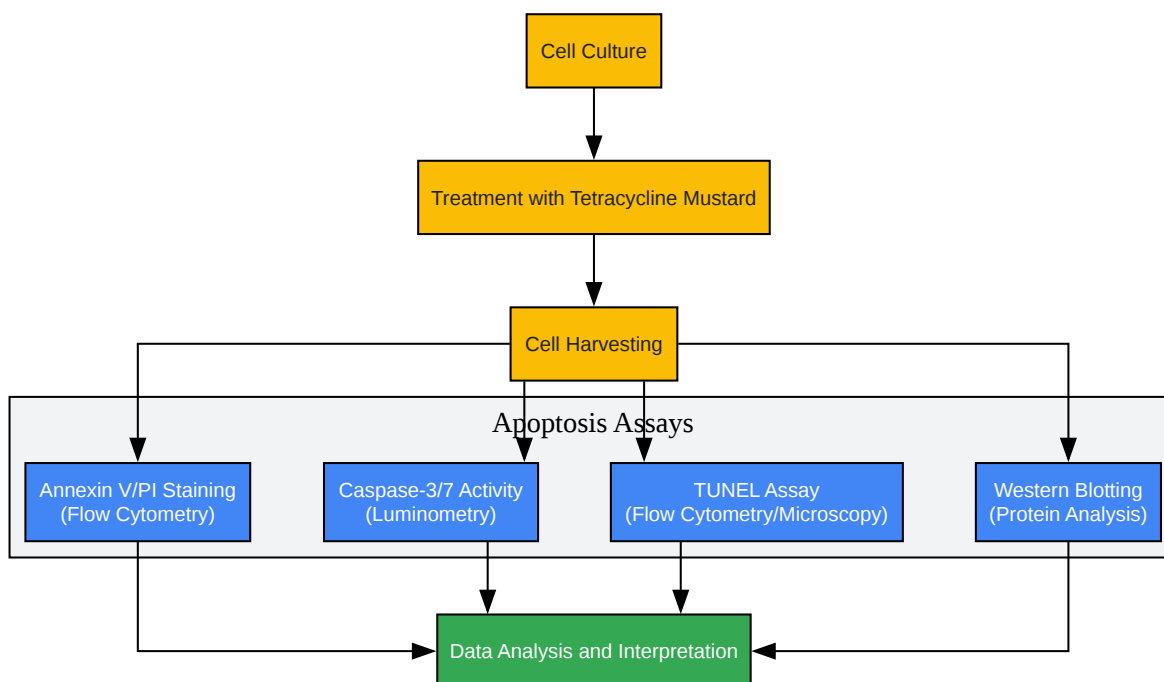 Cell Culture
Treatment with Tetracycline Mustard
Cell Harvesting
Apoptosis Assays
Annexin V/PI Staining
(Flow Cytometry)
Caspase-3/7 Activity
(Luminometry)
TUNEL Assay
(Flow Cytometry/Microscopy)
Western Blotting
(Protein Analysis)
Data Analysis and Interpretation